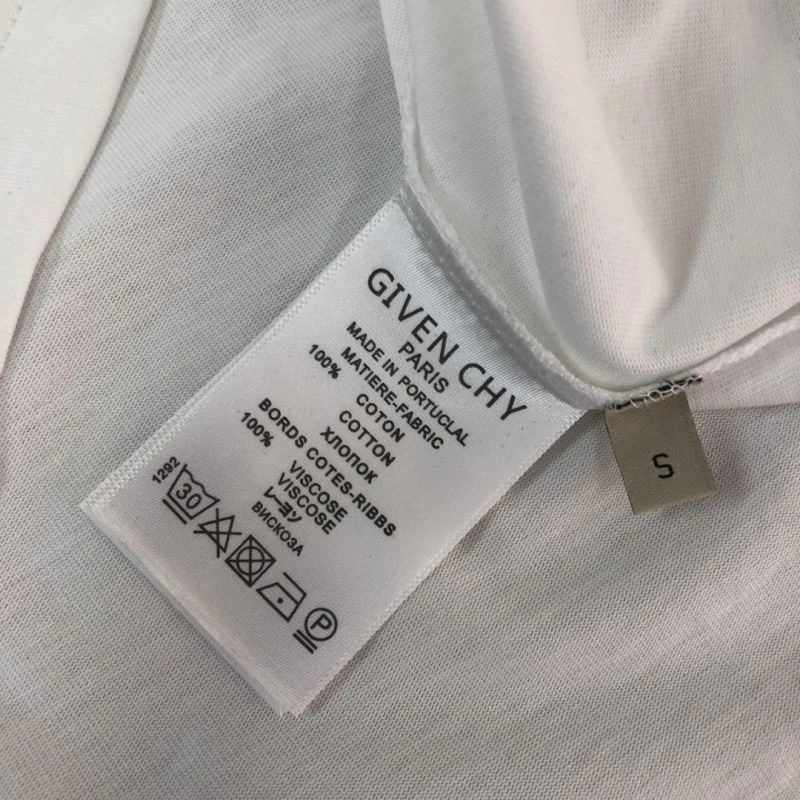 GIVEN CHY
PARIS
MADE IN PORTUCLAL
MATIERE-FABRIC
100%
COTON
COTTON
ХЛОПОК
BORDS COTES-RIBBS
100%
VISCOSE
VISCOSE
レーヨン
ВИСКОЗА
1292
30
P
S